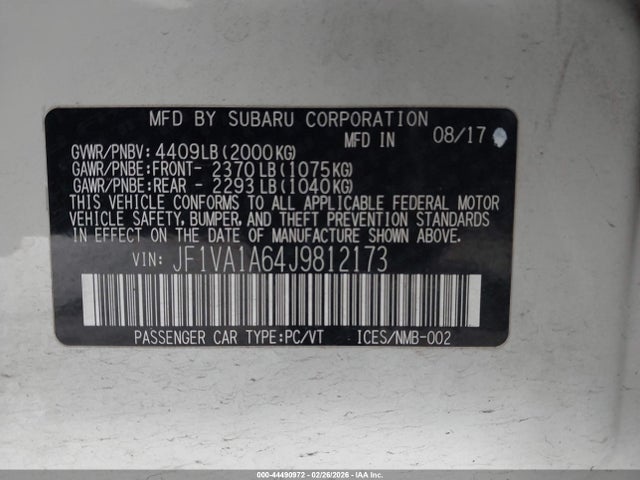 MFD BY SUBARU CORPORATION
MFD IN 08/17
GVWR/PNBV: 4409LB(2000KG)
GAWR/PNBE:FRONT- 2370LB(1075KG)
GAWR/PNBE:REAR - 2293LB(1040KG)
THIS VEHICLE CONFORMS TO ALL APPLICABLE FEDERAL MOTOR
VEHICLE SAFETY, BUMPER, AND THEFT PREVENTION STANDARDS
IN EFFECT ON THE DATE OF MANUFACTURE SHOWN ABOVE.
VIN: JF1VA1A64J9812173
PASSENGER CAR TYPE:PC/VT ICES/NMB-002
000-44490972 - 02/26/2026 - IAAI.COM